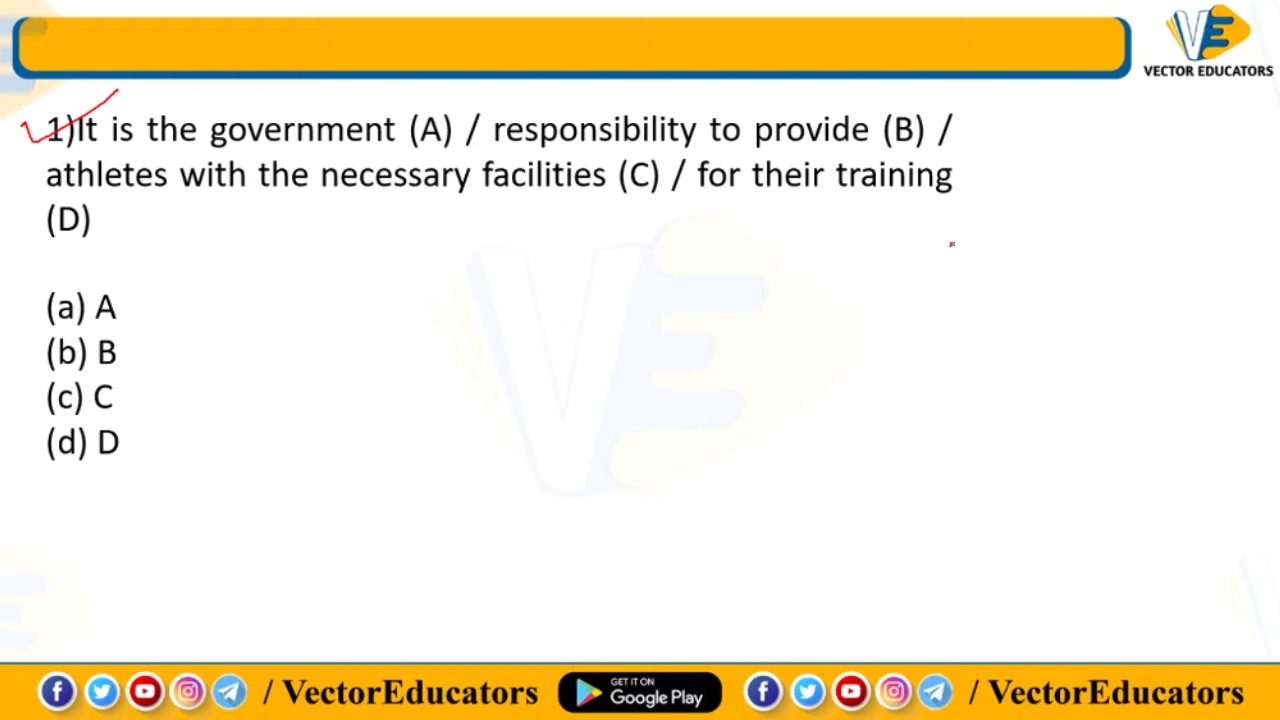 VECTOR EDUCATORS
1)It is the government (A) / responsibility to provide (B) /
athletes with the necessary facilities (C) / for their training
(D)
(a) A
(b) B
(c) C
(d) D
/ VectorEducators
GET IT ON
Google Play
/ VectorEducators